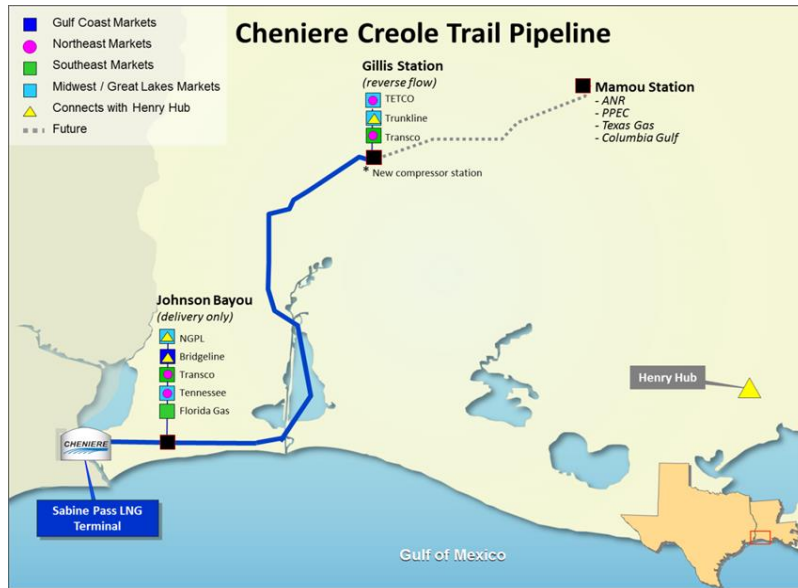 Cheniere Creole Trail Pipeline
Gulf Coast Markets
Northeast Markets
Southeast Markets
Midwest / Great Lakes Markets
Connects with Henry Hub
Future
Gillis Station
(reverse flow)
TETCO
Trunkline
Transco
* New compressor station
Mamou Station
- ANR
- PPEC
- Texas Gas
- Columbia Gulf
Johnson Bayou
(delivery only)
NGPL
Bridgeline
Transco
Tennessee
Florida Gas
Henry Hub
CHENIERE
Sabine Pass LNG
Terminal
Gulf of Mexico